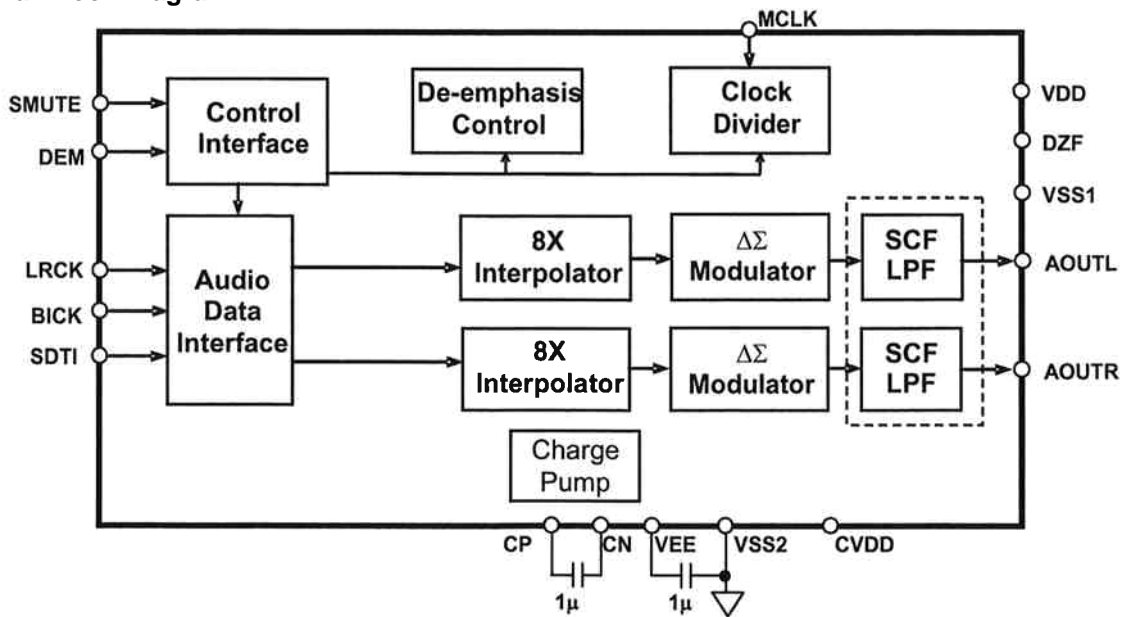 MCLK
SMUTE
Control
Interface
De-emphasis
Control
Clock
Divider
VDD
DEM
DZF
VSS1
LRCK
BICK
SDTI
Audio
Data
Interface
8X
Interpolator
ΔΣ
Modulator
SCF
LPF
AOUTL
8X
Interpolator
ΔΣ
Modulator
SCF
LPF
AOUTR
Charge
Pump
CP
CN
VEE
VSS2
CVDD
1μ
1μ